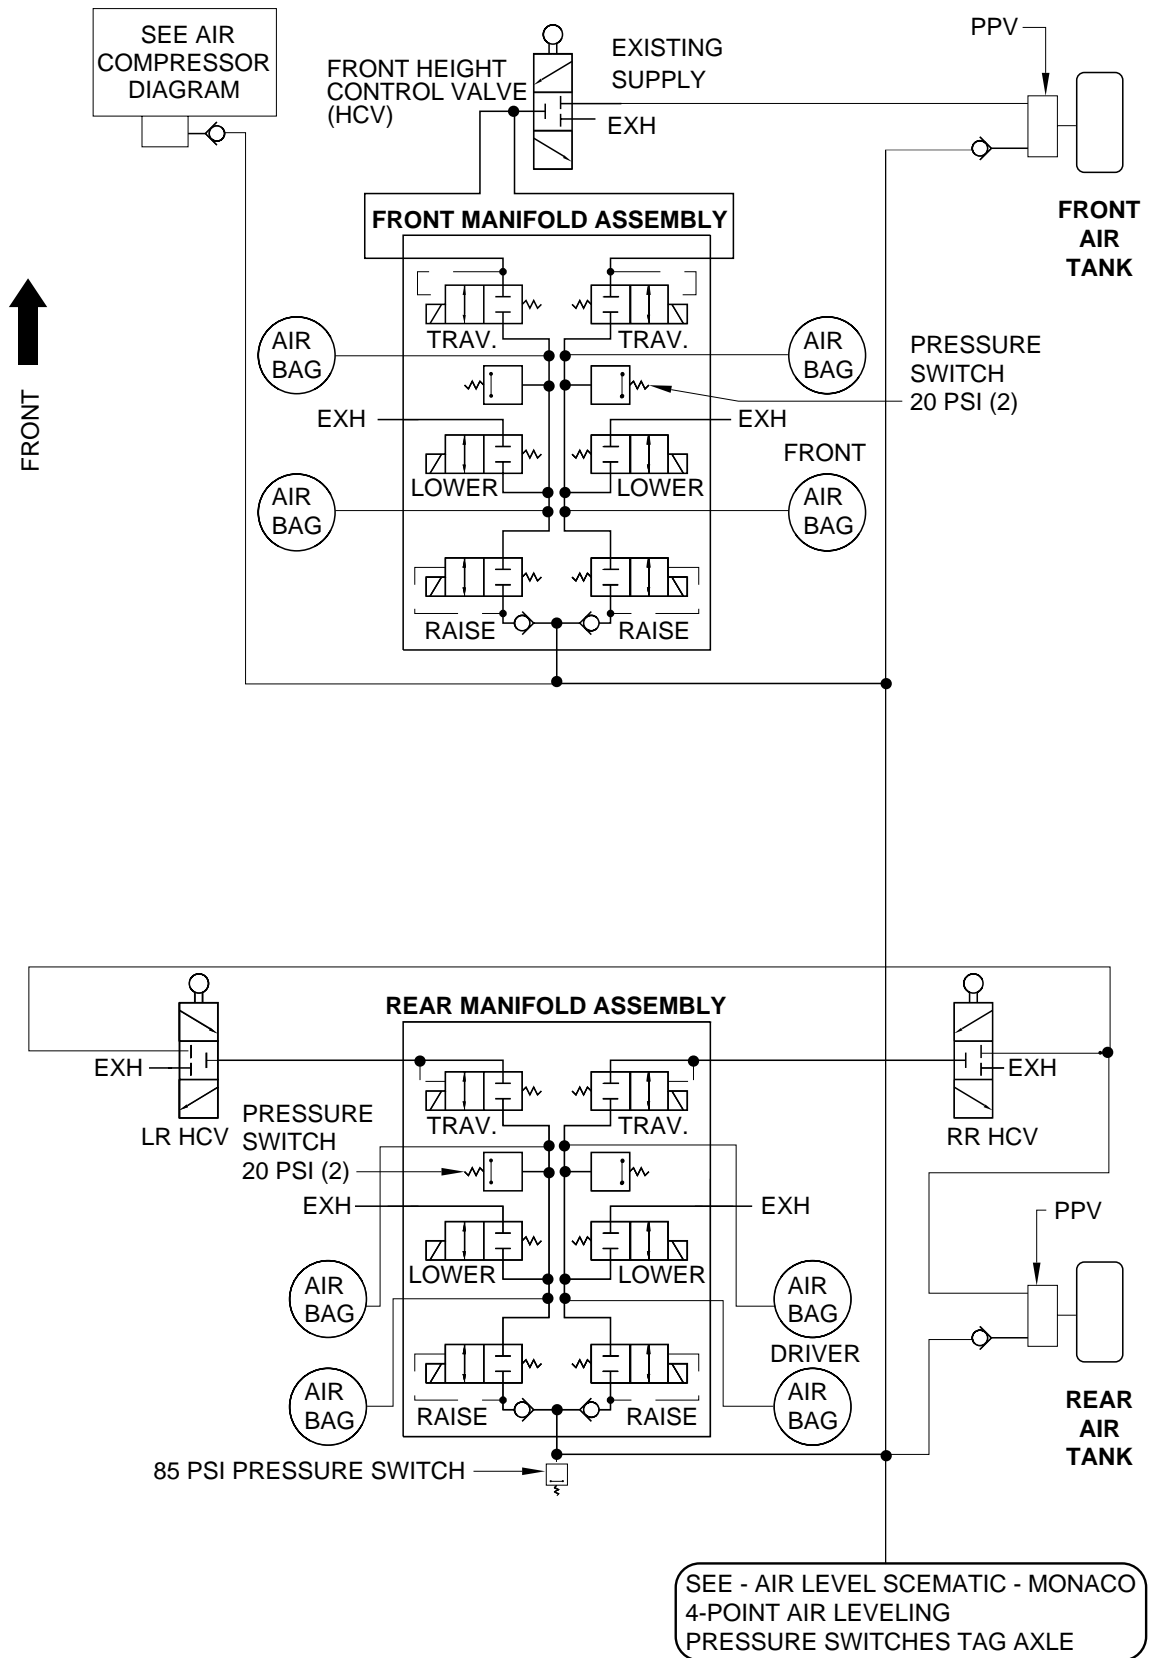 SEE AIR
COMPRESSOR
DIAGRAM
FRONT HEIGHT
CONTROL VALVE
(HCV)
EXISTING
SUPPLY
EXH
PPV
FRONT
AIR
TANK
FRONT MANIFOLD ASSEMBLY
FRONT
TRAV.
TRAV.
AIR
BAG
AIR
BAG
PRESSURE
SWITCH
20 PSI (2)
EXH
EXH
FRONT
LOWER
LOWER
AIR
BAG
AIR
BAG
RAISE
RAISE
REAR MANIFOLD ASSEMBLY
EXH
LR HCV
EXH
RR HCV
TRAV.
TRAV.
PRESSURE
SWITCH
20 PSI (2)
EXH
EXH
LOWER
LOWER
PPV
AIR
BAG
AIR
BAG
DRIVER
AIR
BAG
AIR
BAG
RAISE
RAISE
REAR
AIR
TANK
85 PSI PRESSURE SWITCH
SEE - AIR LEVEL SCEMATIC - MONACO
4-POINT AIR LEVELING
PRESSURE SWITCHES TAG AXLE